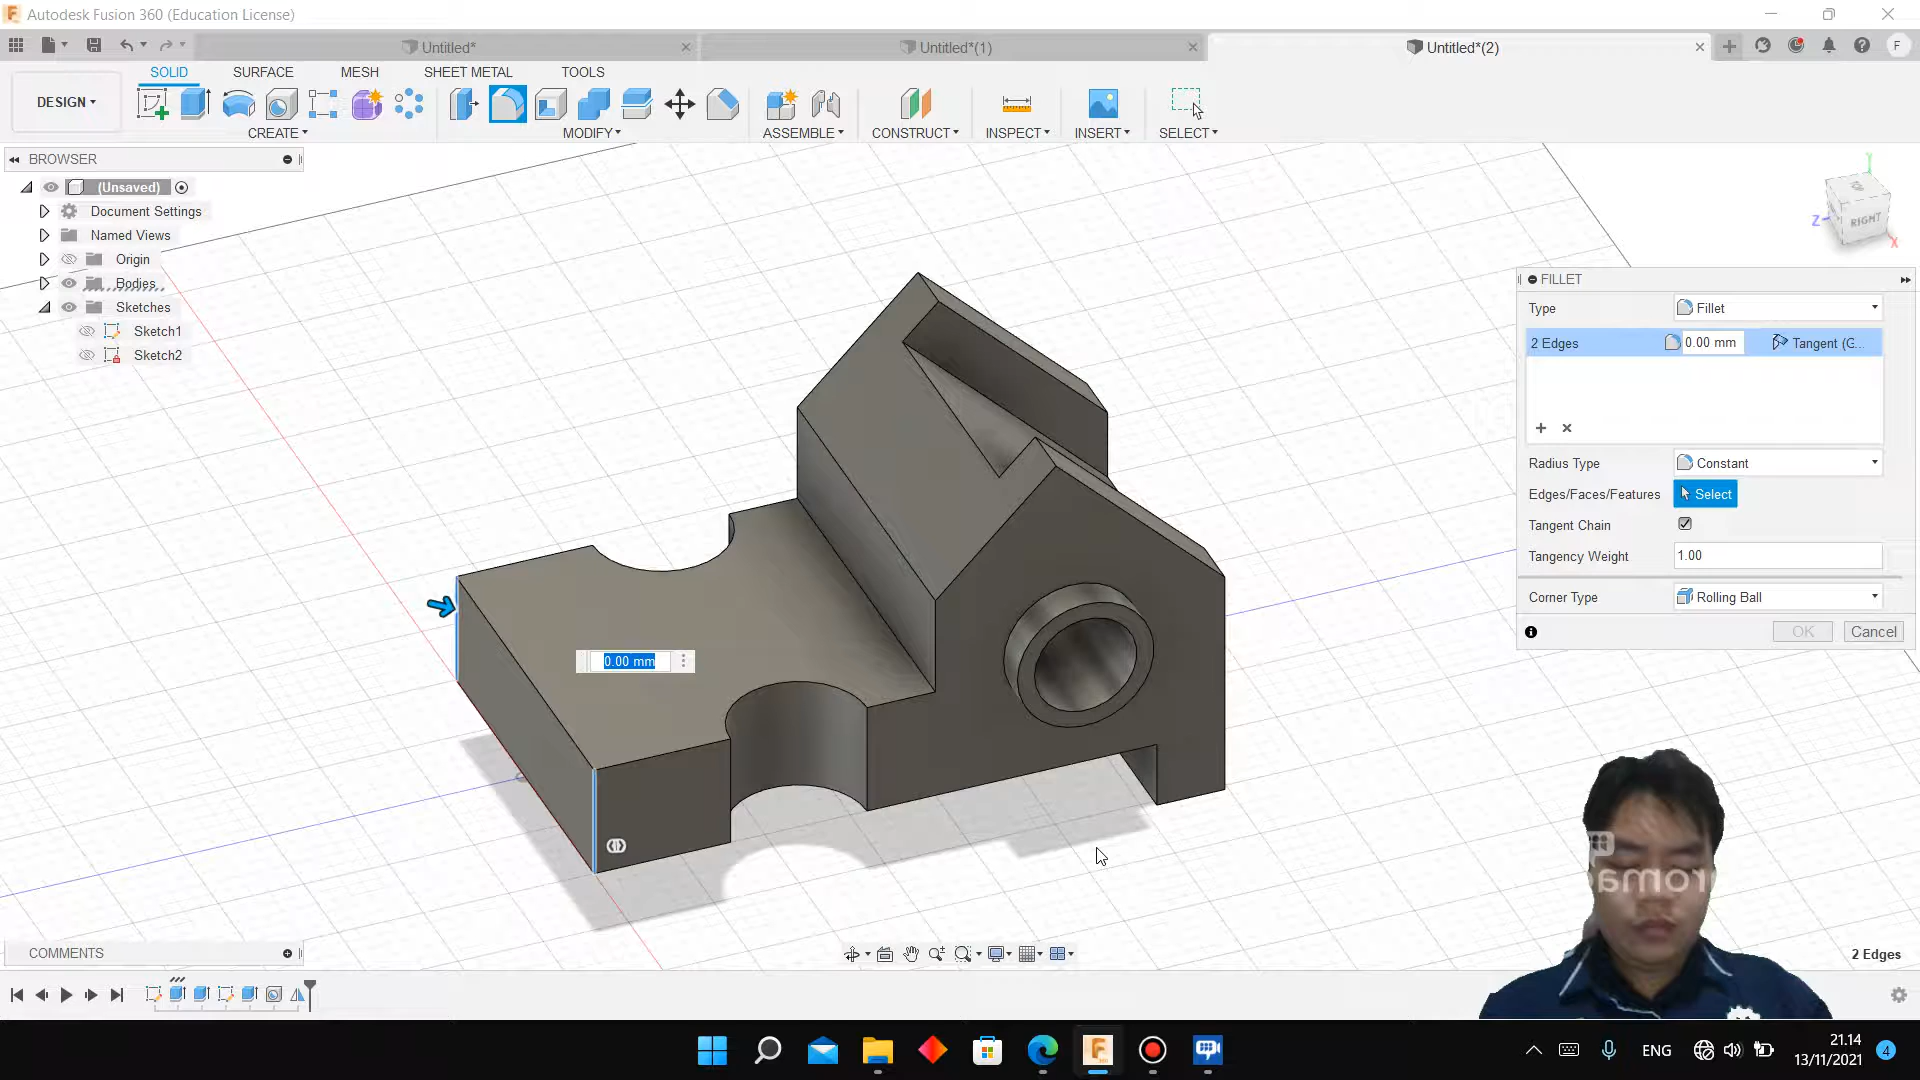 Autodesk Fusion 360 (Education License)
Untitled*
Untitled*(1)
Untitled*(2)
F
SOLID
SURFACE
MESH
SHEET METAL
TOOLS
DESIGN
CREATE
MODIFY
ASSEMBLE
CONSTRUCT
INSPECT
INSERT
SELECT
BROWSER
(Unsaved)
Document Settings
Named Views
Origin
Bodies
Sketches
Sketch1
Sketch2
Y
RIGHT
Z
X
FILLET
Type
Fillet
2 Edges
0.00 mm
Tangent (G...
Radius Type
Constant
Edges/Faces/Features
Select
Tangent Chain
Tangency Weight
1.00
Corner Type
Rolling Ball
OK
Cancel
0.00 mm
COMMENTS
2 Edges
ENG
21.14
13/11/2021
4